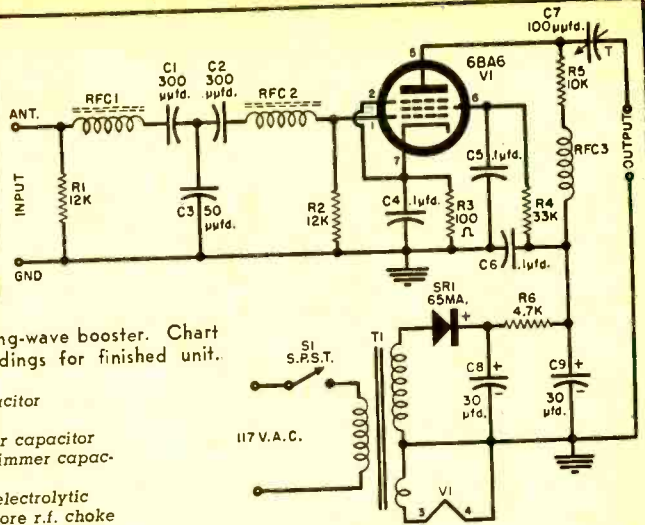 C7
100µµfd.
5
6BA6
V1
T
R5
10K
C1
300
µµfd.
C2
300
µµfd.
RFC1
RFC 2
ANT.
2
1
6
7
INPUT
R1
12K
C3
50
µµfd.
R2
12K
C4
.1µfd.
R3
100
Ω
C5
.1µfd.
R4
33K
RFC3
OUTPUT
C6
.1µfd.
GND
ng-wave booster. Chart
dings for finished unit.
SR1
65MA.
+
R6
4.7K
S1
S.P.S.T.
T1
C8
+
-
30
µfd.
C9
+
-
30
µfd.
117 V.A.C.
V1
3
4
acitor
r capacitor
immer capac-
electrolytic
ore r.f. choke